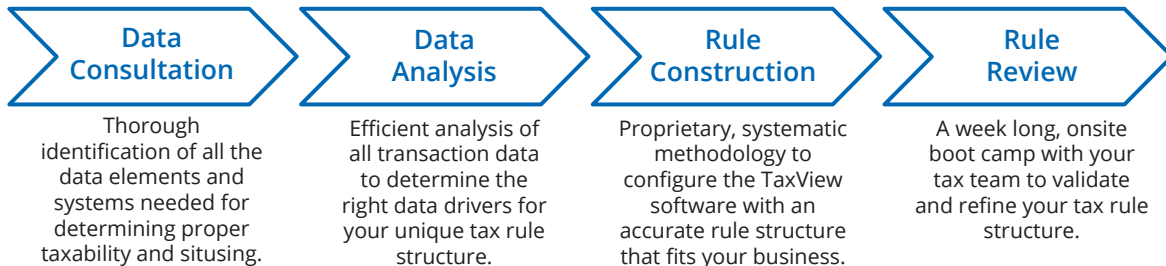 Data
Consultation
Thorough
identification of all the
data elements and
systems needed for
determining proper
taxability and situsing.
Data
Analysis
Efficient analysis of
all transaction data
to determine the
right data drivers for
your unique tax rule
structure.
Rule
Construction
Proprietary, systematic
methodology to
configure the TaxView
software with an
accurate rule structure
that fits your business.
Rule
Review
A week long, onsite
boot camp with your
tax team to validate
and refine your tax rule
structure.